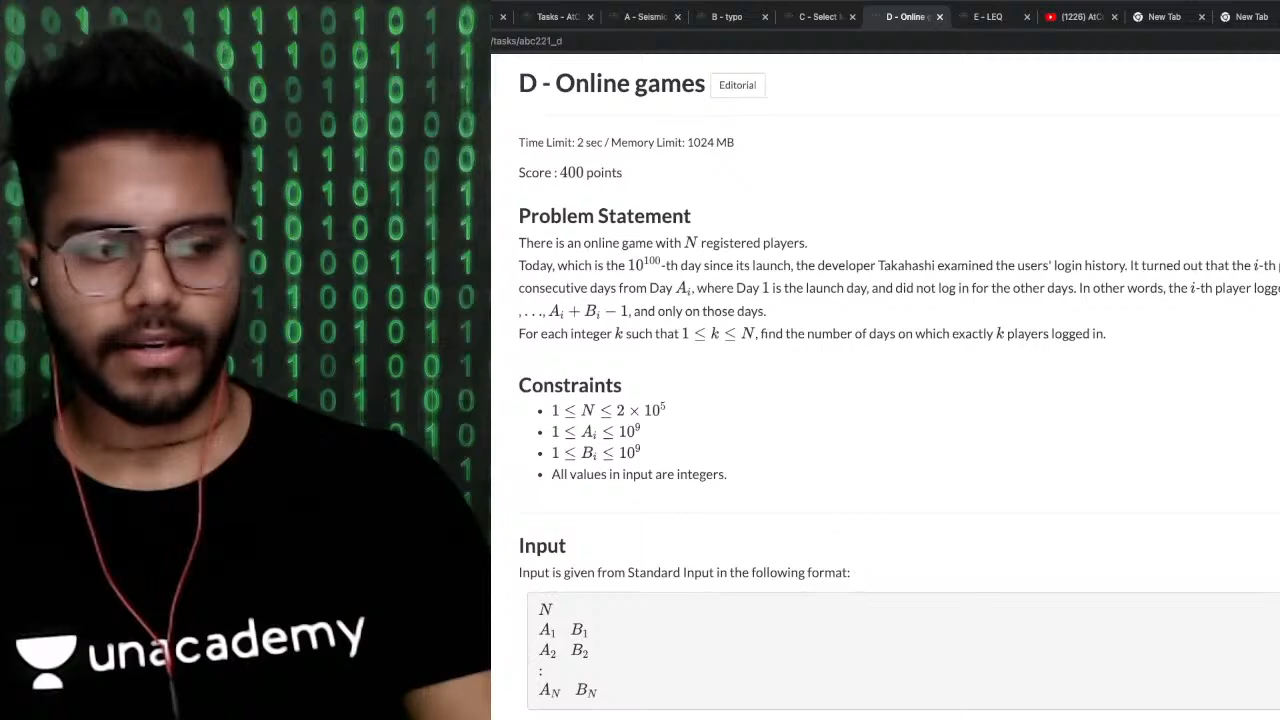 Tasks - AtC
A - Seismic
B - typo
C - Select
D - Online g
E - LEQ
(1226) AtC
New Tab
New Tab
/tasks/abc221_d
D - Online games
Editorial
Time Limit: 2 sec / Memory Limit: 1024 MB
Score : 400 points
Problem Statement
There is an online game with N registered players.
Today, which is the 10^100-th day since its launch, the developer Takahashi examined the users' login history. It turned out that the i-th
consecutive days from Day A_i, where Day 1 is the launch day, and did not log in for the other days. In other words, the i-th player logg
, …, A_i + B_i − 1, and only on those days.
For each integer k such that 1 ≤ k ≤ N, find the number of days on which exactly k players logged in.
Constraints
• 1 ≤ N ≤ 2 × 10^5
• 1 ≤ A_i ≤ 10^9
• 1 ≤ B_i ≤ 10^9
• All values in input are integers.
Input
Input is given from Standard Input in the following format:
N
A_1 B_1
A_2 B_2
:
A_N B_N
unacademy